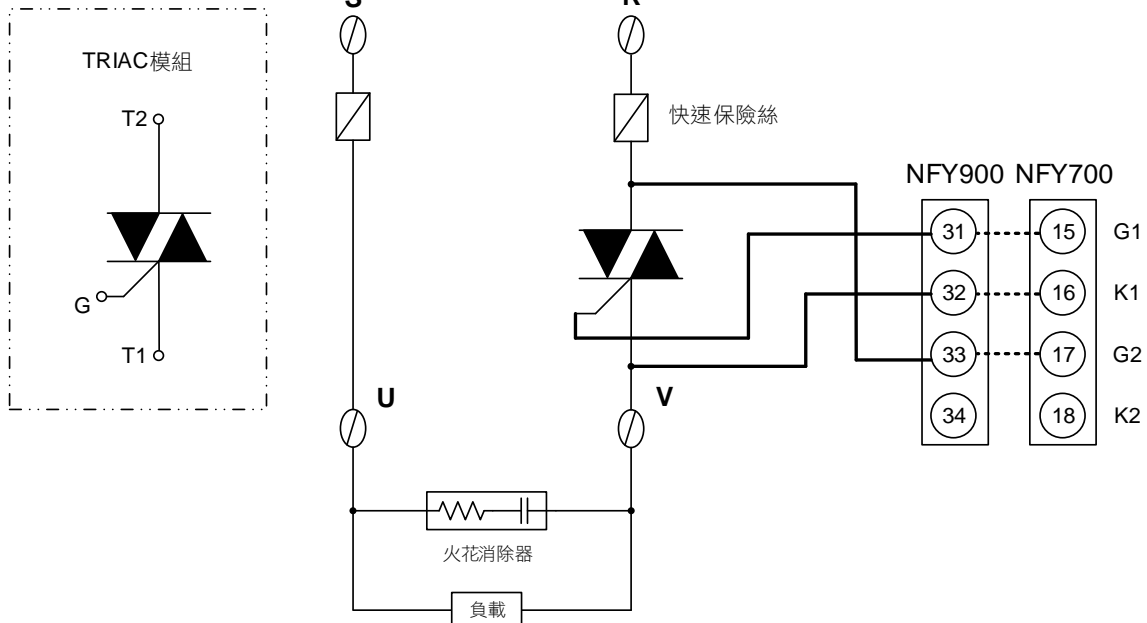 S
R
TRIAC模組
T2
G
T1
快速保險絲
NFY900 NFY700
31 15 G1
32 16 K1
33 17 G2
34 18 K2
U
V
火花消除器
負載